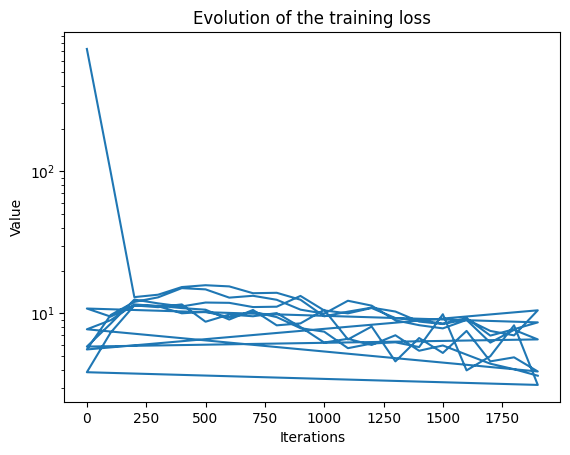 Evolution of the training loss
Value
10²
10¹
0 250 500 750 1000 1250 1500 1750
Iterations